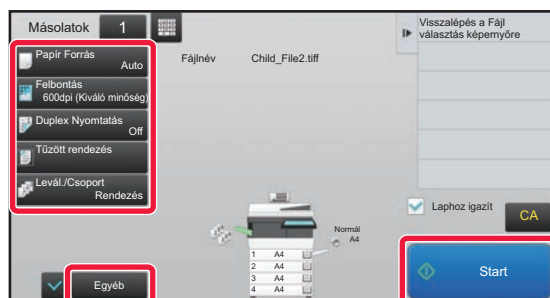 Másolatok 1
Papír Forrás
Auto
Felbontás
600dpi (Kiváló minőség)
Duplex Nyomtatás
Off
Tűzött rendezés
Levál./Csoport
Rendezés
Egyéb
Fájlnév Child_File2.tiff
Normál
A4
1 A4
2 A4
3 A4
4 A4
Visszalépés a Fájl
választás képernyőre
Laphoz igazít
CA
Start